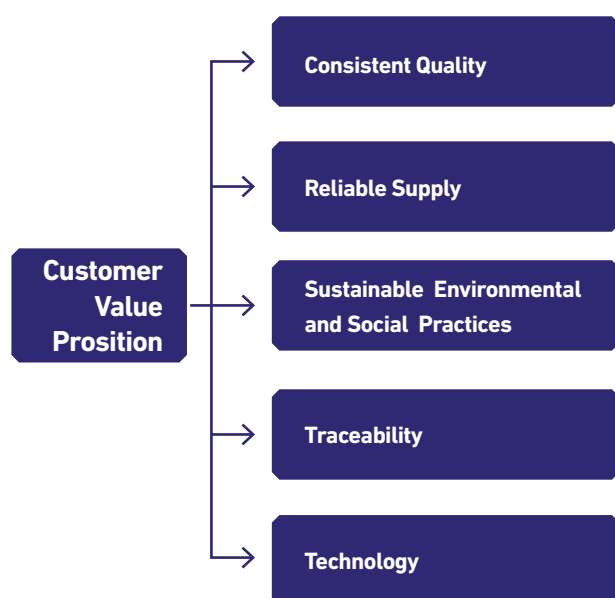 Consistent Quality
Reliable Supply
Customer
Value
Prosition
Sustainable Environmental
and Social Practices
Traceability
Technology